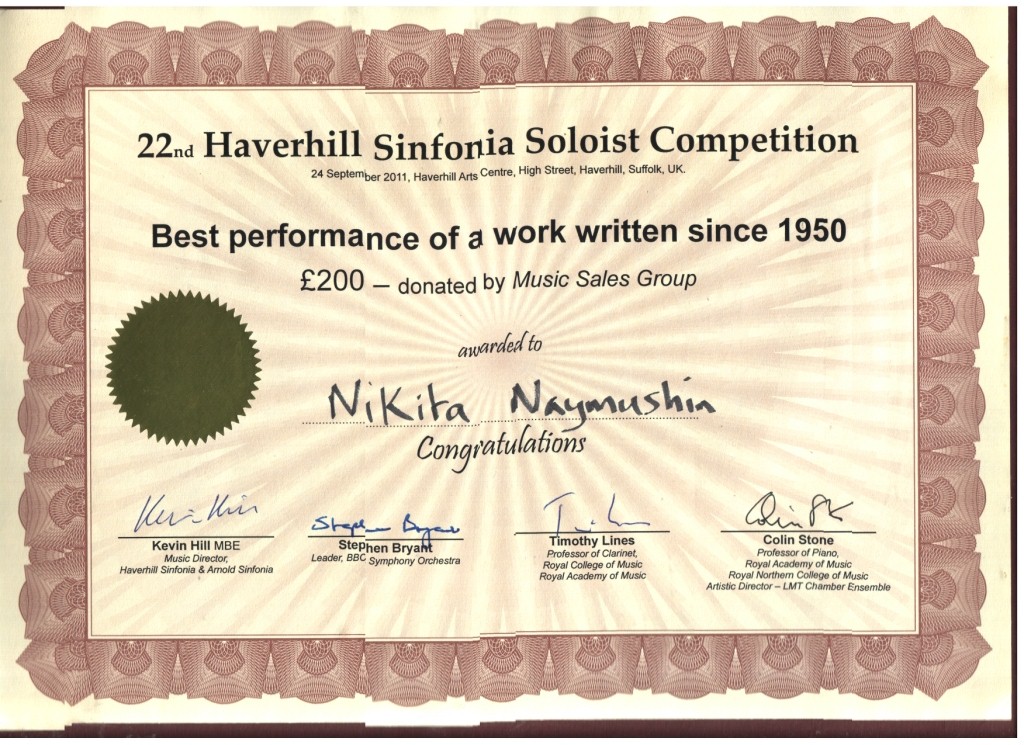 22nd Haverhill Sinfonia Soloist Competition
24 September 2011, Haverhill Arts Centre, High Street, Haverhill, Suffolk, UK.
Best performance of a work written since 1950
£200 – donated by Music Sales Group
awarded to
Nikita Naymushin
Congratulations
Kevin Hill
Kevin Hill MBE
Music Director,
Haverhill Sinfonia & Arnold Sinfonia
Stephen Bryant
Stephen Bryant
Leader, BBC Symphony Orchestra
Timothy Lines
Professor of Clarinet,
Royal College of Music
Royal Academy of Music
Colin Stone
Professor of Piano,
Royal Academy of Music
Royal Northern College of Music
Artistic Director – LMT Chamber Ensemble